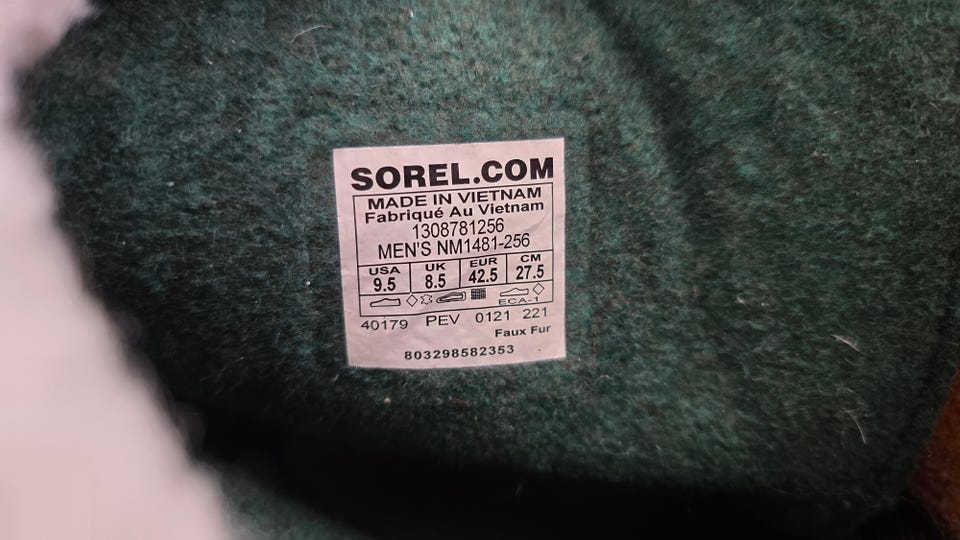 SOREL.COM
MADE IN VIETNAM
Fabriqué Au Vietnam
1308781256
MEN'S NM1481-256
USA UK EUR CM
9.5 8.5 42.5 27.5
ECA-1
40179 PEV 0121 221
Faux Fur
803298582353